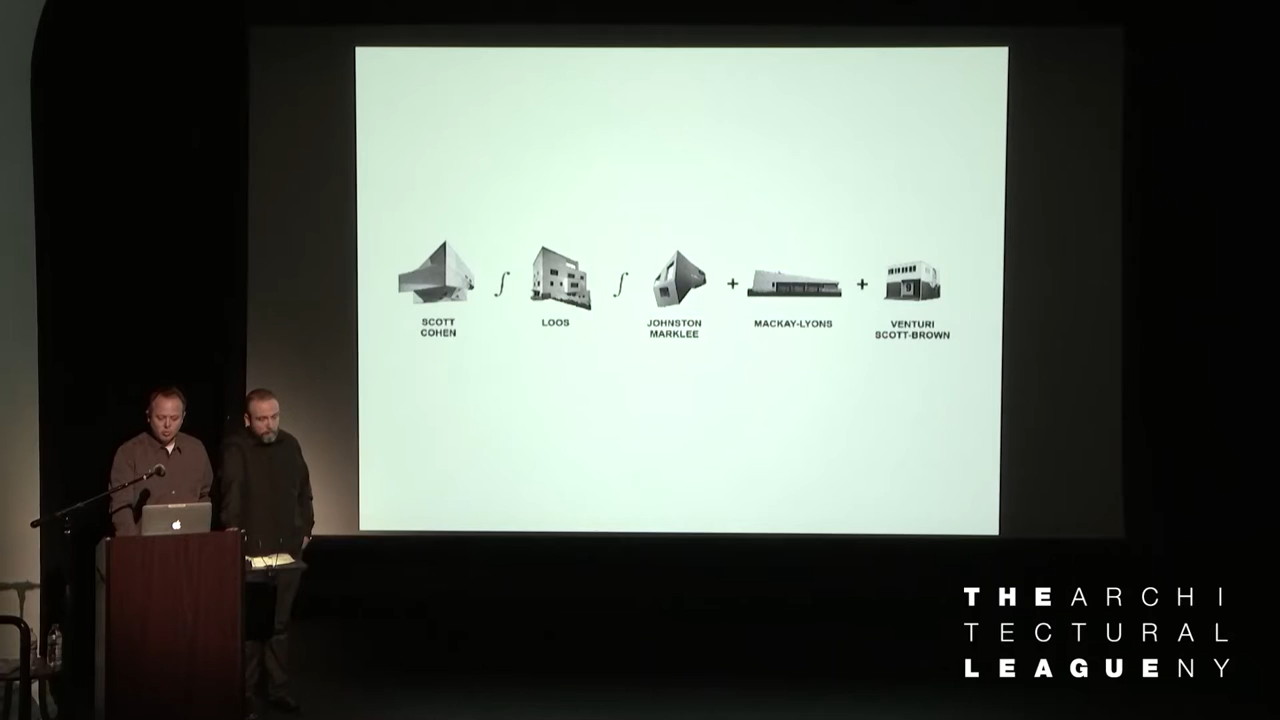 SCOTT
COHEN
∫
LOOS
∫
JOHNSTON
MARKLEE
+
MACKAY-LYONS
+
VENTURI
SCOTT-BROWN
THE ARCHI
TECTURAL
LEAGUE NY